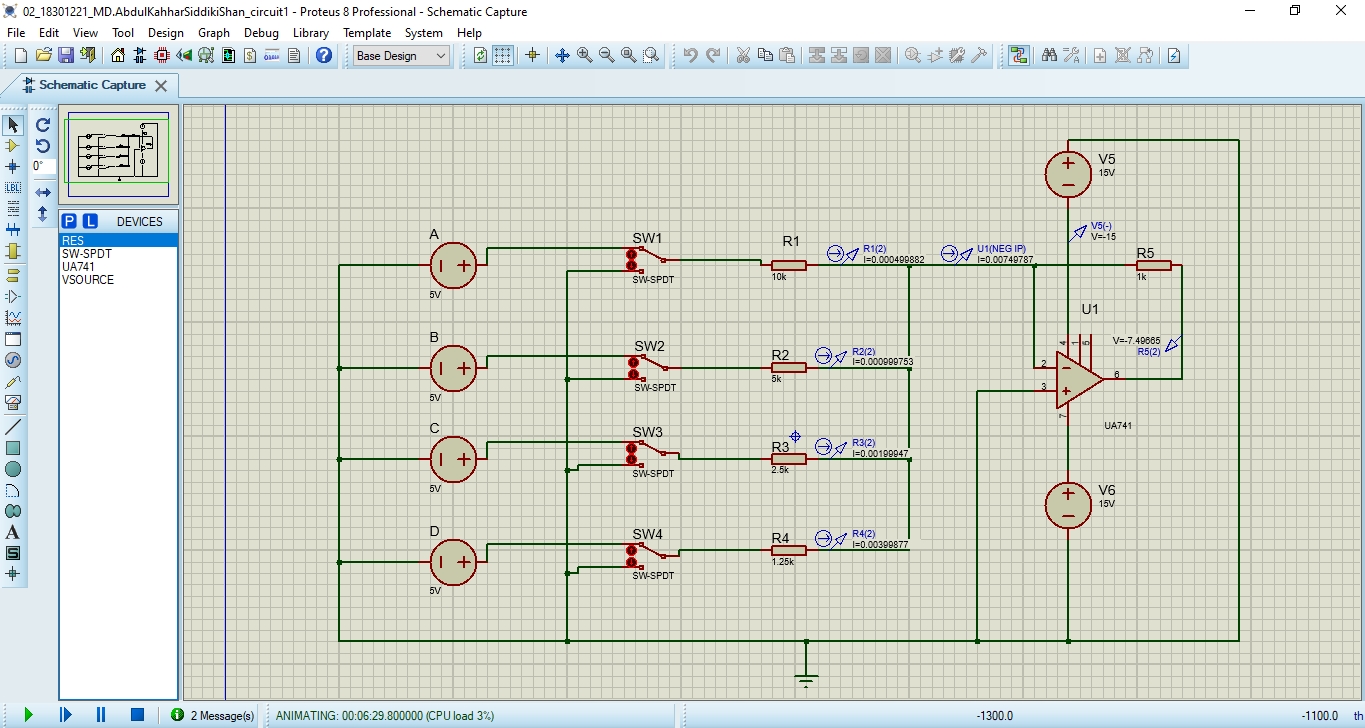 02_18301221_MD.AbdulKahharSiddikiShan_circuit1 - Proteus 8 Professional - Schematic Capture
File Edit View Tool Design Graph Debug Library Template System Help
Base Design
Schematic Capture
0°
P L DEVICES
RES
SW-SPDT
UA741
VSOURCE
LBL
A
S
A
5V
B
5V
C
5V
D
5V
SW1
SW-SPDT
SW2
SW-SPDT
SW3
SW-SPDT
SW4
SW-SPDT
R1
10k
R1(2)
I=0.000499882
R2
5k
R2(2)
I=0.000999753
R3
2.5k
R3(2)
I=0.00199947
R4
1.25k
R4(2)
I=0.00399877
U1(NEG IP)
I=0.00749787
V5
15V
V5(-)
V=-15
R5
1k
V=-7.49665
R5(2)
U1
4 1 5
2
3
6
7
UA741
V6
15V
2 Message(s)
ANIMATING: 00:06:29.800000 (CPU load 3%)
-1300.0
-1100.0
th